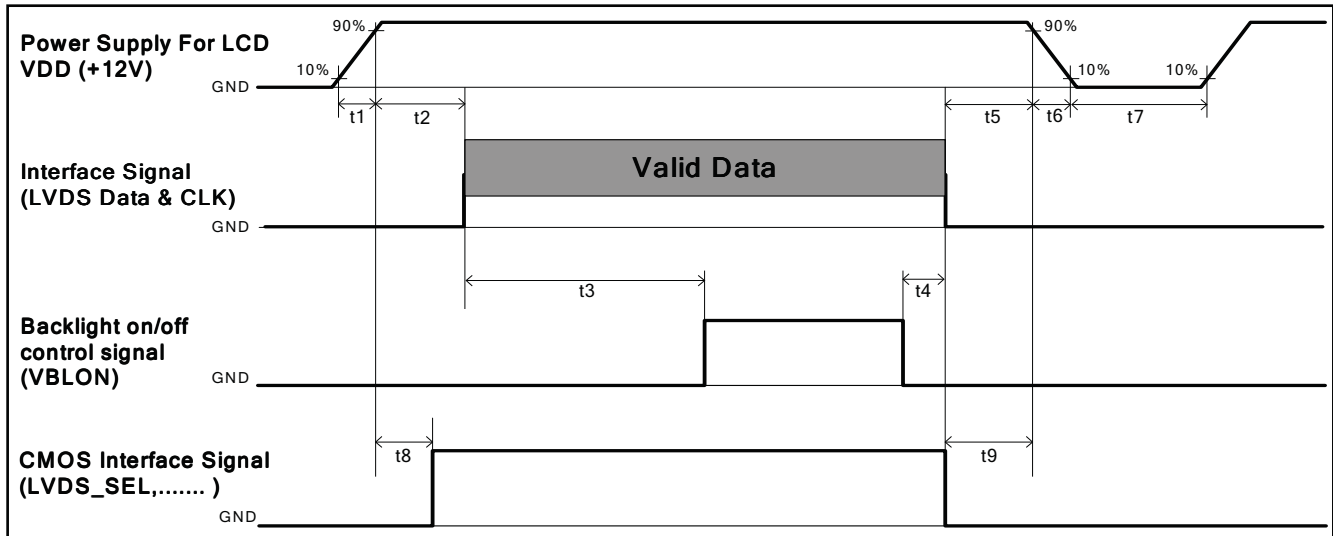 Power Supply For LCD
VDD (+12V)
90%
90%
10%
10%
10%
GND
t1
t2
t5
t6
t7
Interface Signal
(LVDS Data & CLK)
Valid Data
GND
t3
t4
Backlight on/off
control signal
(VBLON)
GND
t8
t9
CMOS Interface Signal
(LVDS_SEL,....... )
GND